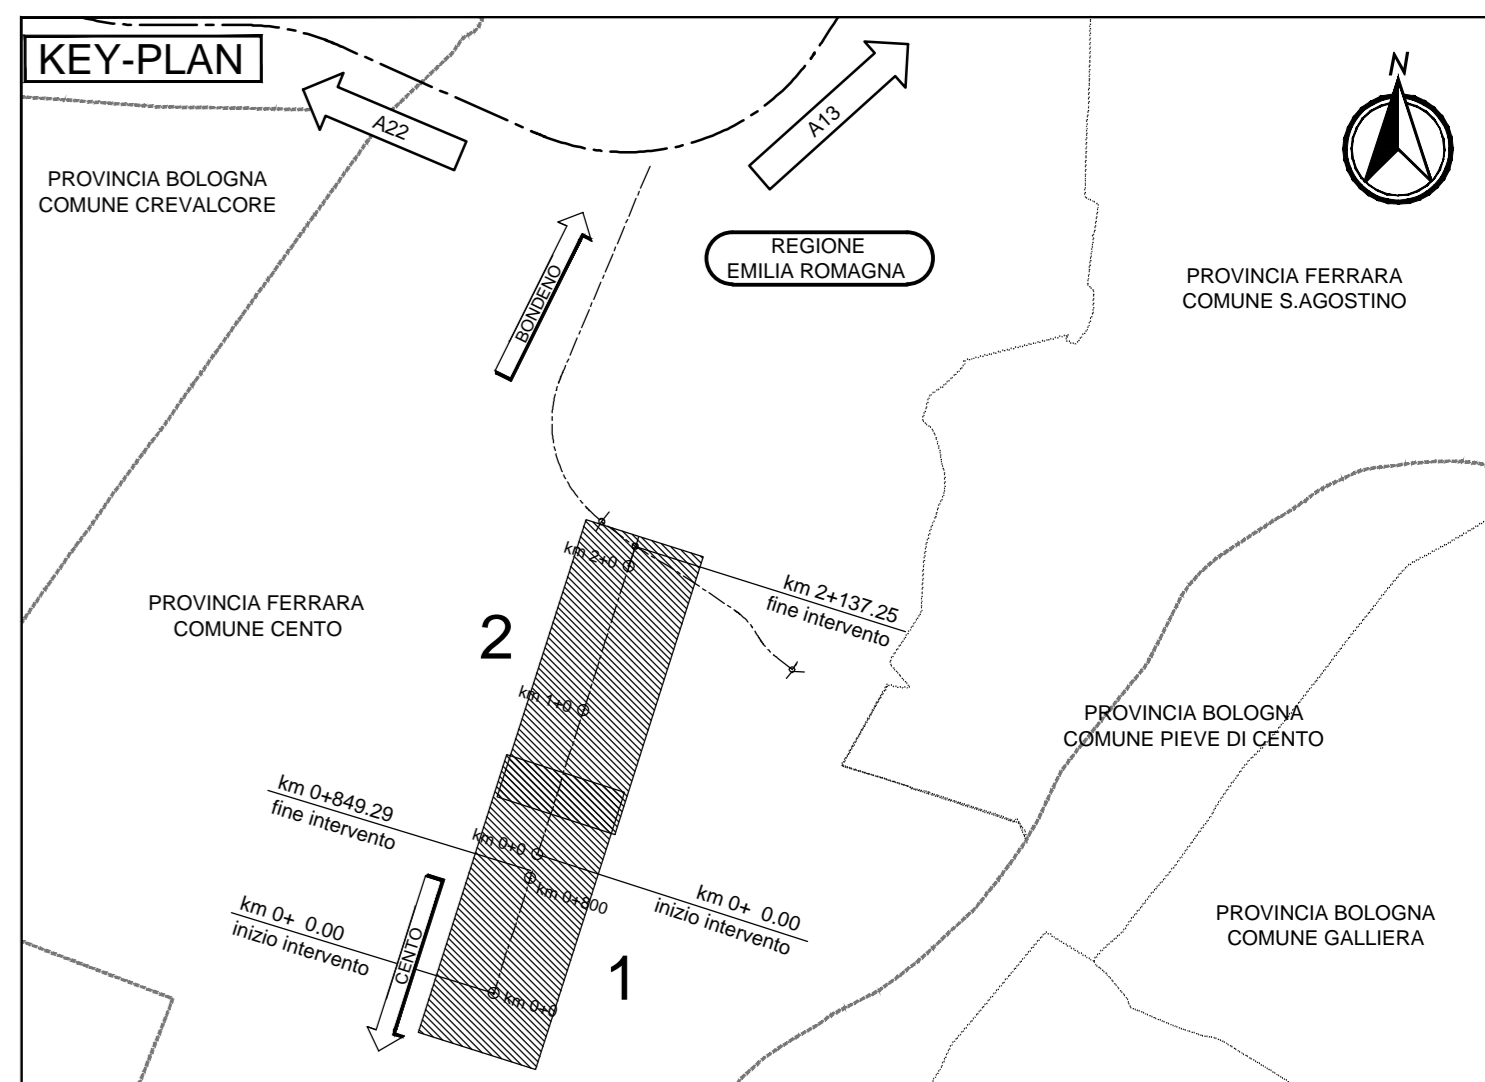 KEY-PLAN
N
A22
A13
PROVINCIA BOLOGNA
COMUNE CREVALCORE
BONDENO
REGIONE
EMILIA ROMAGNA
PROVINCIA FERRARA
COMUNE S.AGOSTINO
km 2+0
km 2+137.25
fine intervento
PROVINCIA FERRARA
COMUNE CENTO
2
km 1+0
PROVINCIA BOLOGNA
COMUNE PIEVE DI CENTO
km 0+849.29
fine intervento
km 0+0
km 0+800
km 0+ 0.00
inizio intervento
km 0+ 0.00
inizio intervento
CENTO
1
km 0+0
PROVINCIA BOLOGNA
COMUNE GALLIERA